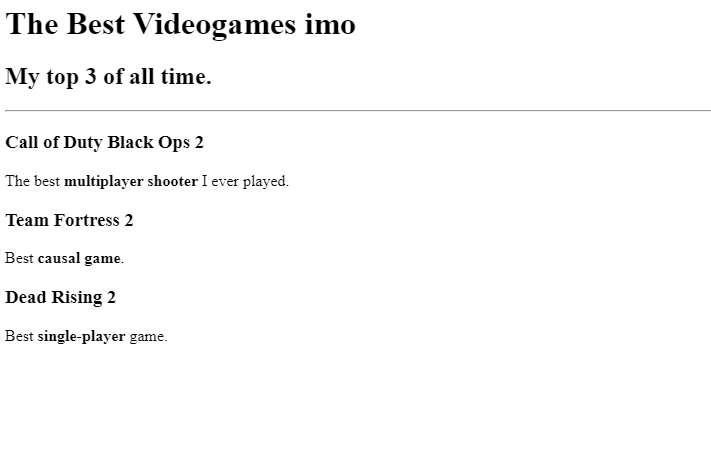 The Best Videogames imo
My top 3 of all time.
Call of Duty Black Ops 2
The best multiplayer shooter I ever played.
Team Fortress 2
Best causal game.
Dead Rising 2
Best single-player game.